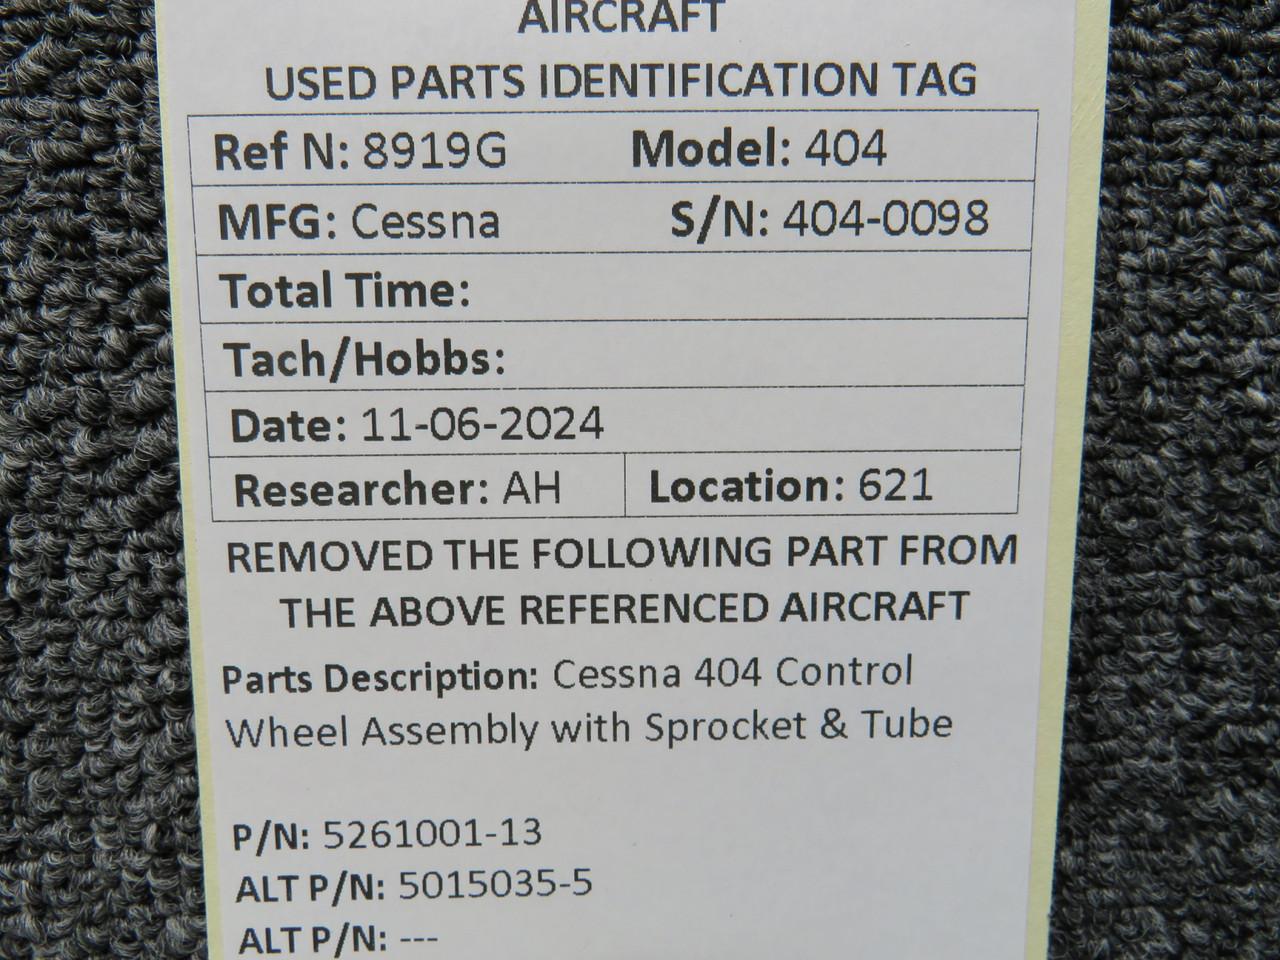 AIRCRAFT
USED PARTS IDENTIFICATION TAG
Ref N: 8919G Model: 404
MFG: Cessna S/N: 404-0098
Total Time:
Tach/Hobbs:
Date: 11-06-2024
Researcher: AH Location: 621
REMOVED THE FOLLOWING PART FROM
THE ABOVE REFERENCED AIRCRAFT
Parts Description: Cessna 404 Control
Wheel Assembly with Sprocket & Tube
P/N: 5261001-13
ALT P/N: 5015035-5
ALT P/N: ---